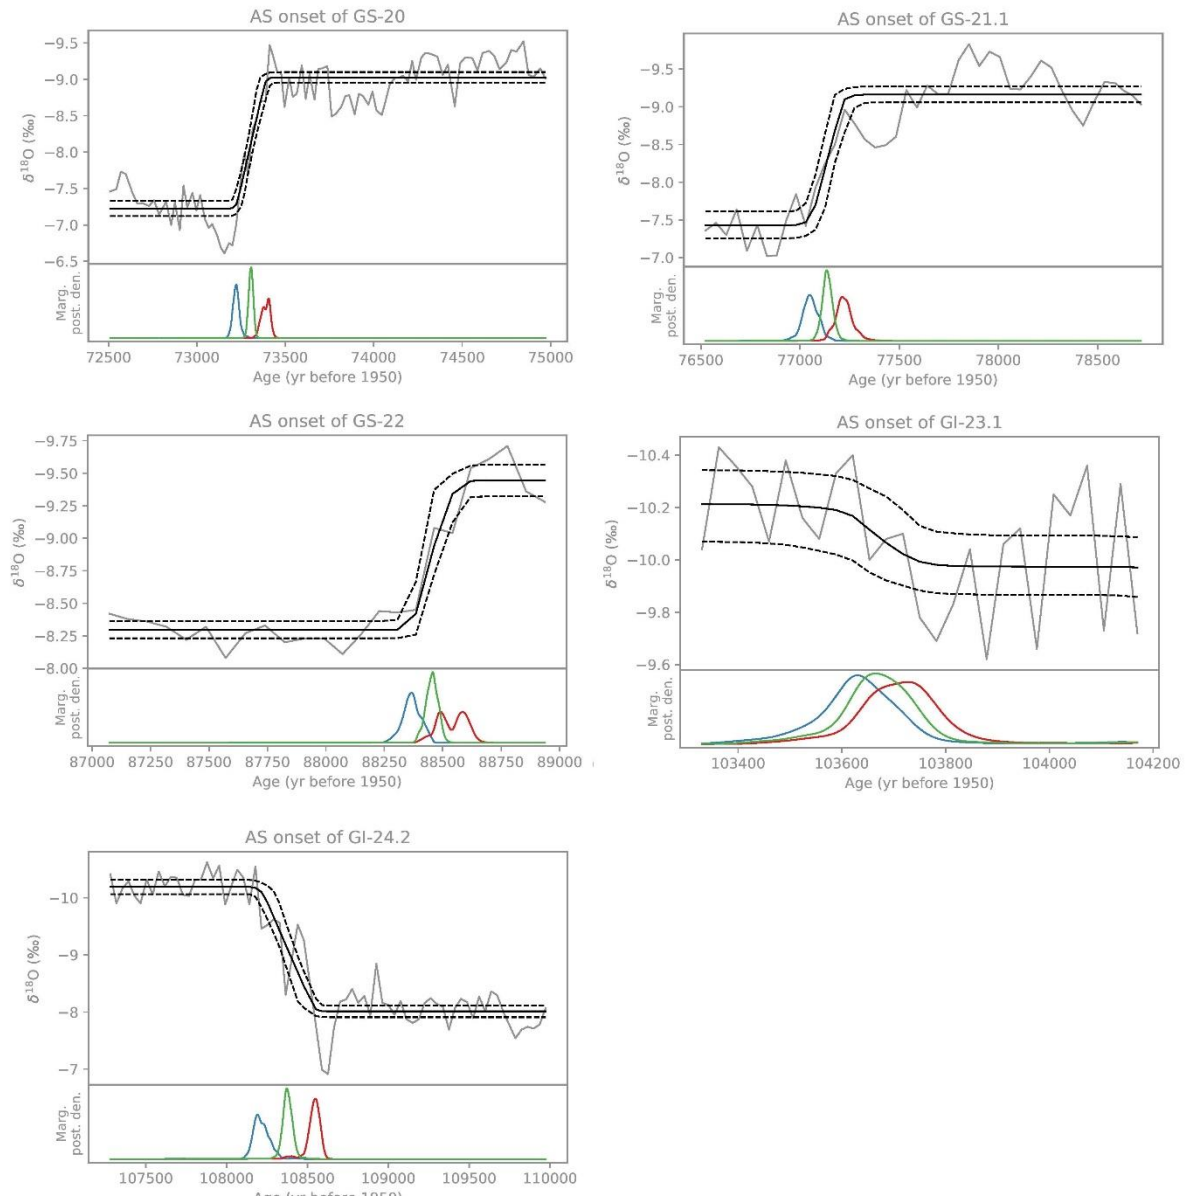 AS onset of GS-20
−9.5
−9.0
−8.5
−8.0
−7.5
−7.0
−6.5
δ18O (‰)
Marg.
post. den.
72500 73000 73500 74000 74500 75000
Age (yr before 1950)
AS onset of GS-21.1
−9.5
−9.0
−8.5
−8.0
−7.5
−7.0
δ18O (‰)
Marg.
post. den.
76500 77000 77500 78000 78500
Age (yr before 1950)
AS onset of GS-22
−9.75
−9.50
−9.25
−9.00
−8.75
−8.50
−8.25
−8.00
δ18O (‰)
Marg.
post. den.
87000 87250 87500 87750 88000 88250 88500 88750 89000
Age (yr before 1950)
AS onset of GI-23.1
−10.4
−10.2
−10.0
−9.8
−9.6
δ18O (‰)
Marg.
post. den.
103400 103600 103800 104000 104200
Age (yr before 1950)
AS onset of GI-24.2
−10
−9
−8
−7
δ18O (‰)
Marg.
post. den.
107500 108000 108500 109000 109500 110000
Age (yr before 1950)